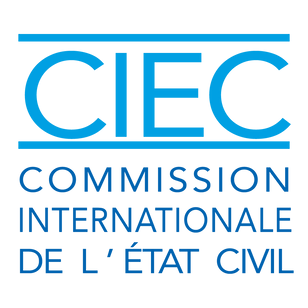 CIEC
COMMISSION
INTERNATIONALE
DE L'ÉTAT CIVIL